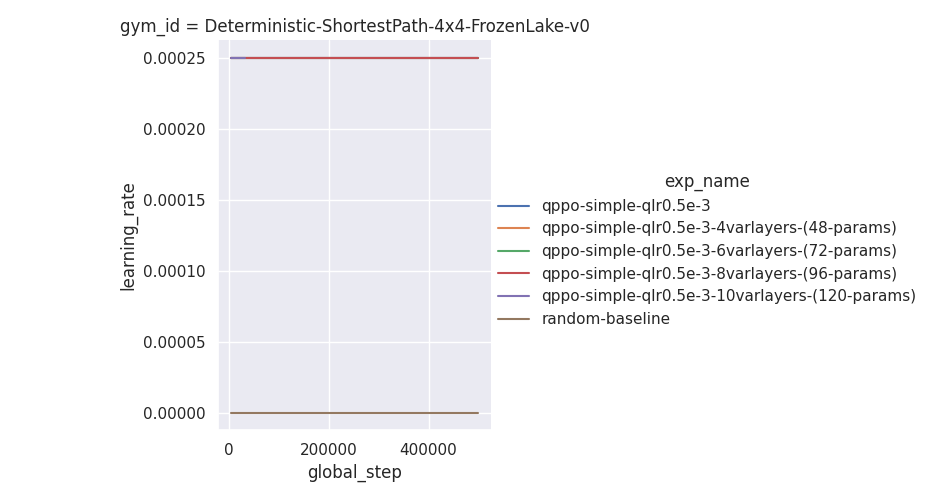 gym_id = Deterministic-ShortestPath-4x4-FrozenLake-v0
0.00025
0.00020
0.00015
0.00010
0.00005
0.00000
learning_rate
0
200000
400000
global_step
exp_name
qppo-simple-qlr0.5e-3
qppo-simple-qlr0.5e-3-4varlayers-(48-params)
qppo-simple-qlr0.5e-3-6varlayers-(72-params)
qppo-simple-qlr0.5e-3-8varlayers-(96-params)
qppo-simple-qlr0.5e-3-10varlayers-(120-params)
random-baseline